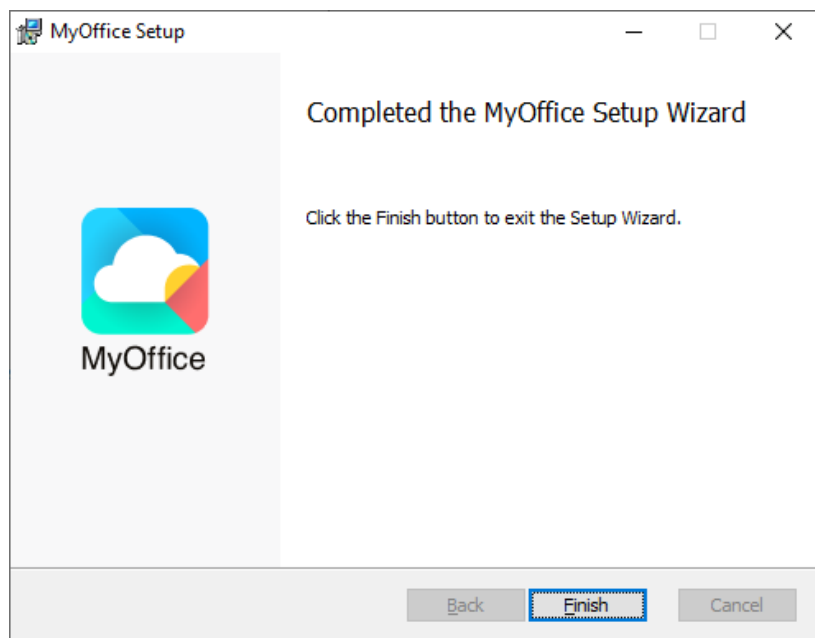 MyOffice Setup
Completed the MyOffice Setup Wizard
Click the Finish button to exit the Setup Wizard.
MyOffice
Back
Finish
Cancel